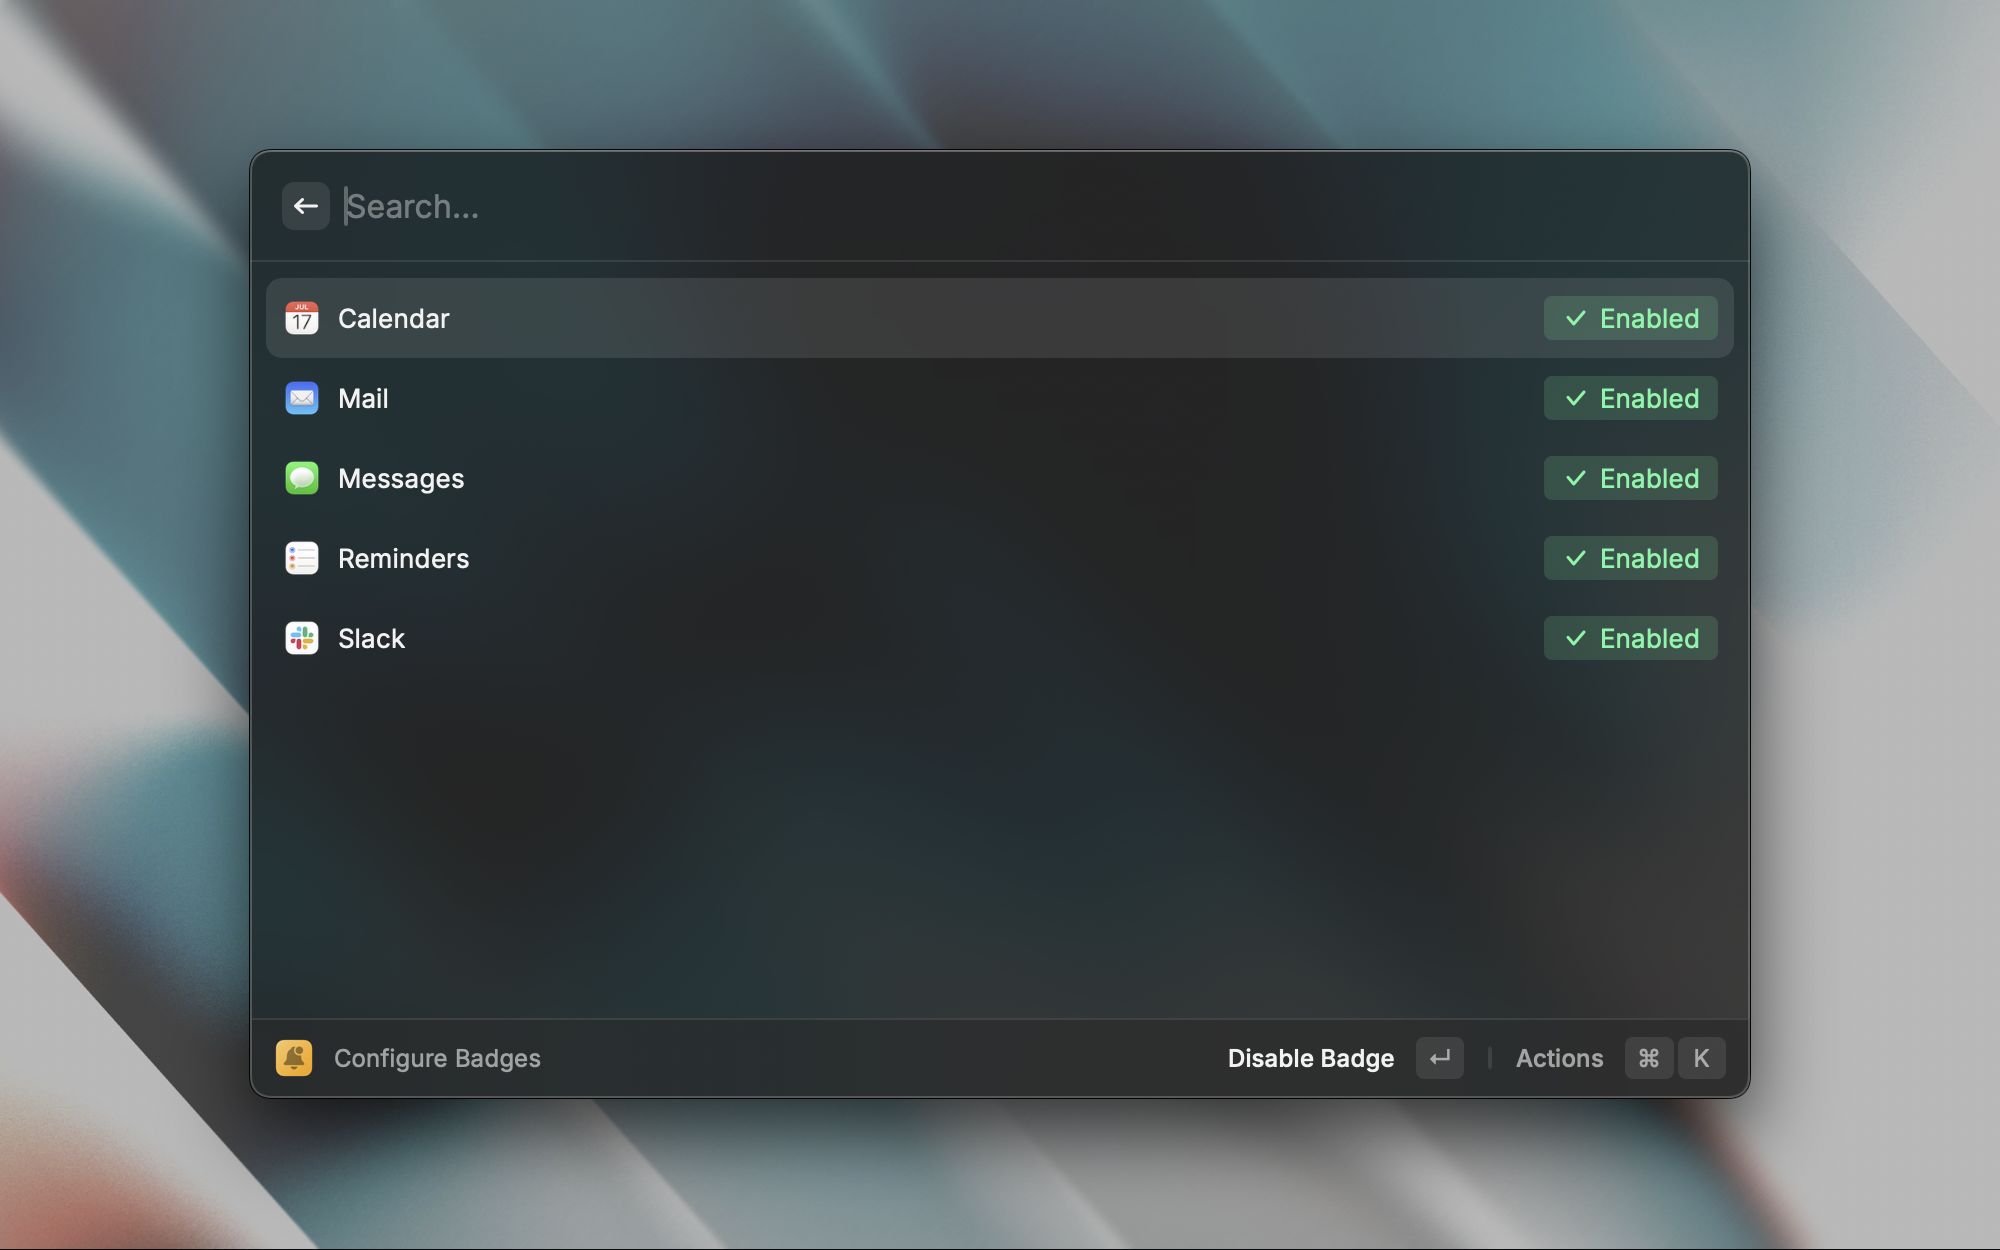 Search...
JUL
17
Calendar
✓ Enabled
Mail
✓ Enabled
Messages
✓ Enabled
Reminders
✓ Enabled
Slack
✓ Enabled
Configure Badges
Disable Badge ↵ | Actions ⌘ K